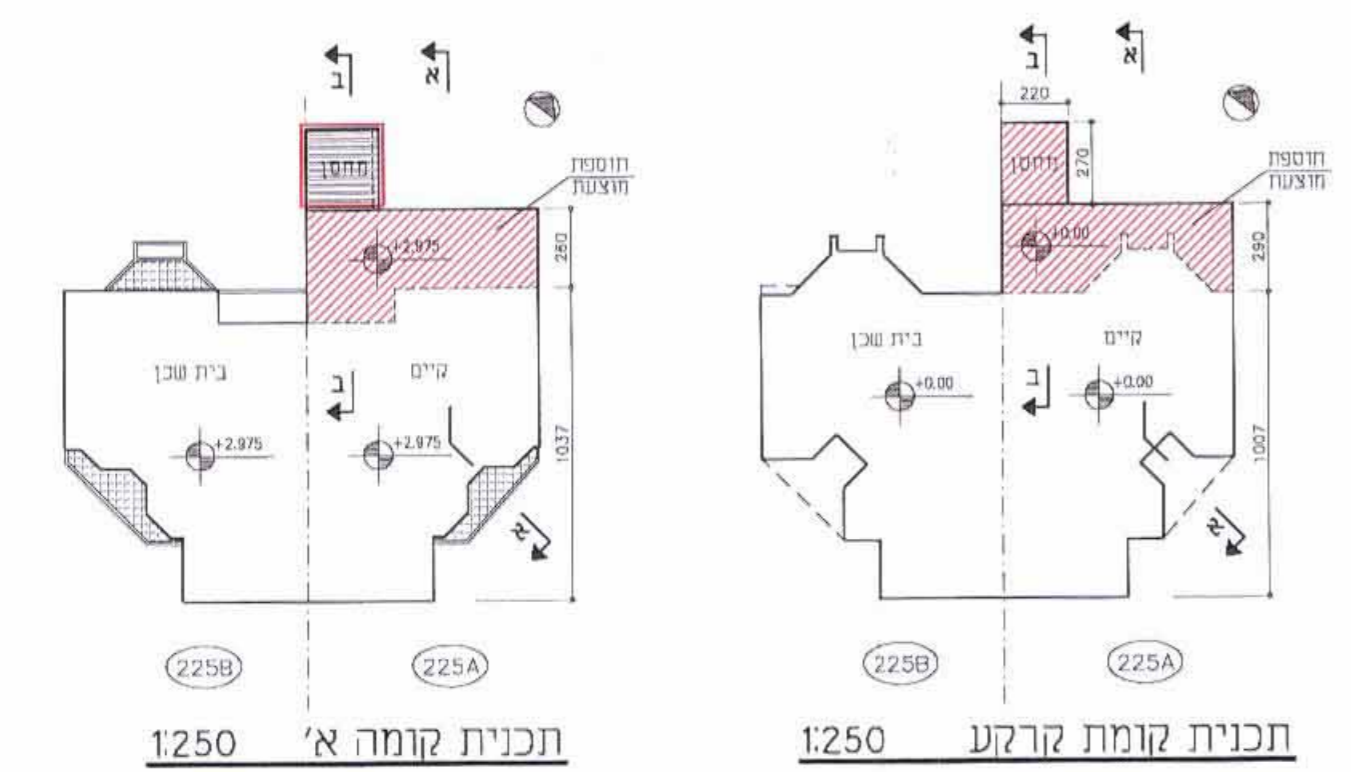 ב
א
220
מחסן
270
תוספת
מוצעת
+0.00
290
בית שכן
קיים
+0.00
ב
+0.00
1007
א
225B
225A
תכנית קומת קרקע 1:250
ב
א
מחסן
תוספת
מוצעת
+2.975
260
בית שכן
קיים
ב
+2.975
+2.975
1037
א
225B
225A
תכנית קומה א' 1:250